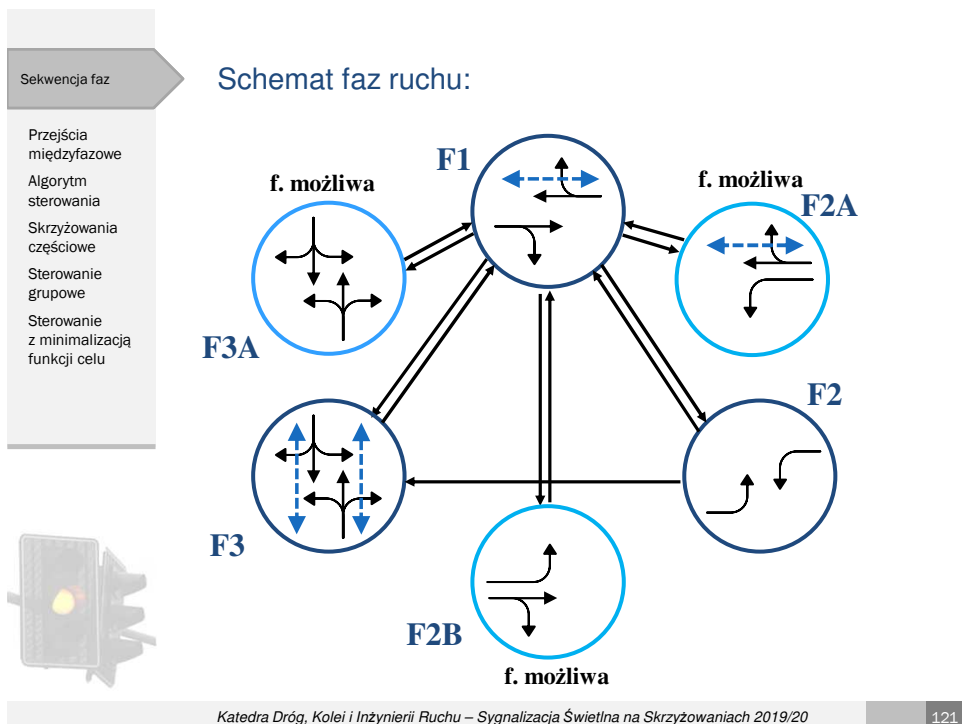 Sekwencja faz
Schemat faz ruchu:
Przejścia
międzyfazowe
Algorytm
sterowania
Skrzyżowania
częściowe
Sterowanie
grupowe
Sterowanie
z minimalizacją
funkcji celu
F1
f. możliwa
f. możliwa
F2A
F3A
F2
F3
F2B
f. możliwa
Katedra Dróg, Kolei i Inżynierii Ruchu – Sygnalizacja Świetlna na Skrzyżowaniach 2019/20
121